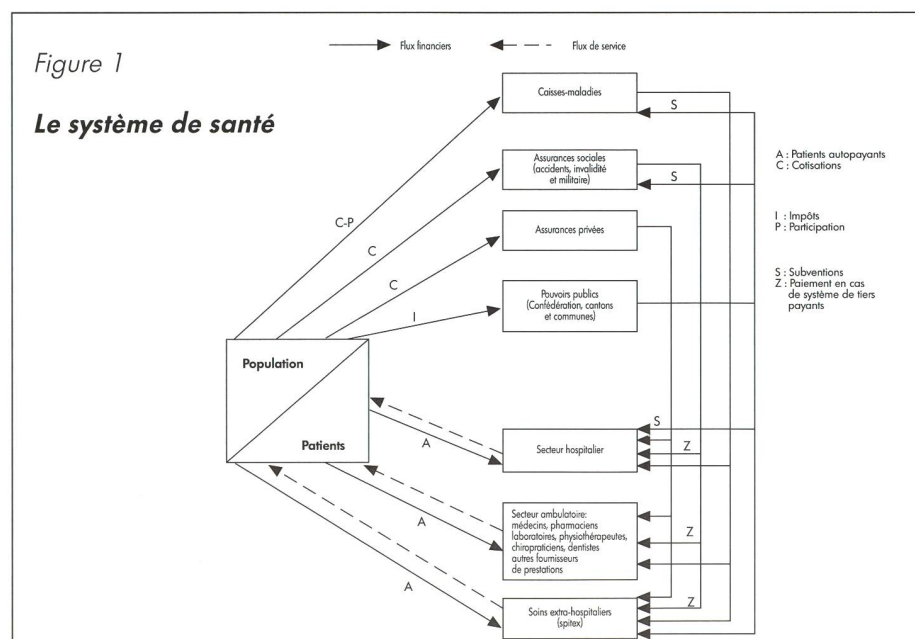 Figure 1
Le système de santé
Flux financiers
Flux de service
Caisses-maladies
S
Assurances sociales
(accidents, invalidité
et militaire)
S
A : Patients autopayants
C : Cotisations
C-P
C
Assurances privées
I : Impôts
P : Participation
C
Pouvoirs publics
(Confédération, cantons
et communes)
S : Subventions
Z : Paiement en cas
de système de tiers
payants
I
Population
Patients
A
Secteur hospitalier
S
Z
A
Secteur ambulatoire:
médecins, pharmaciens
laboratoires, physiothérapeutes,
chiropraticiens, dentistes
autres fournisseurs
de prestations
Z
A
Soins extra-hospitaliers
(spitex)
Z